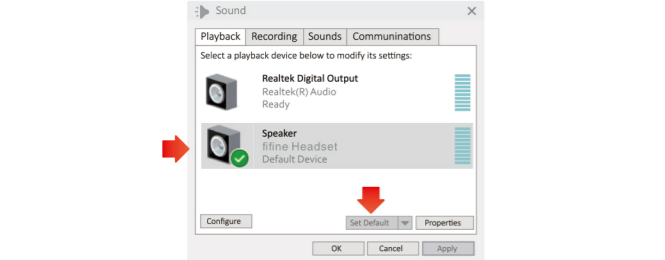 Sound
Playback Recording Sounds Communinations
Select a playback device below to modify its settings:
Realtek Digital Output
Realtek(R) Audio
Ready
Speaker
fifine Headset
Default Device
Configure Set Default Properties
OK Cancel Apply